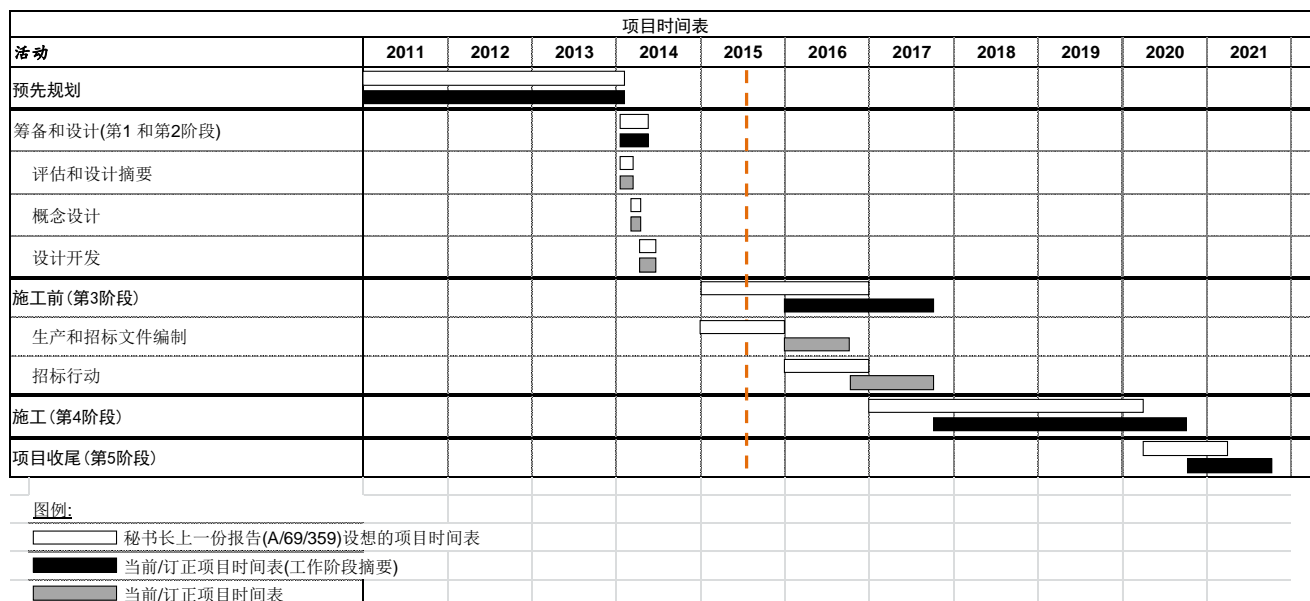 项目时间表
活动 2011 2012 2013 2014 2015 2016 2017 2018 2019 2020 2021
预先规划
筹备和设计(第1 和第2阶段)
评估和设计摘要
概念设计
设计开发
施工前(第3阶段)
生产和招标文件编制
招标行动
施工(第4阶段)
项目收尾(第5阶段)
图例:
秘书长上一份报告(A/69/359)设想的项目时间表
当前/订正项目时间表(工作阶段摘要)
当前/订正项目时间表